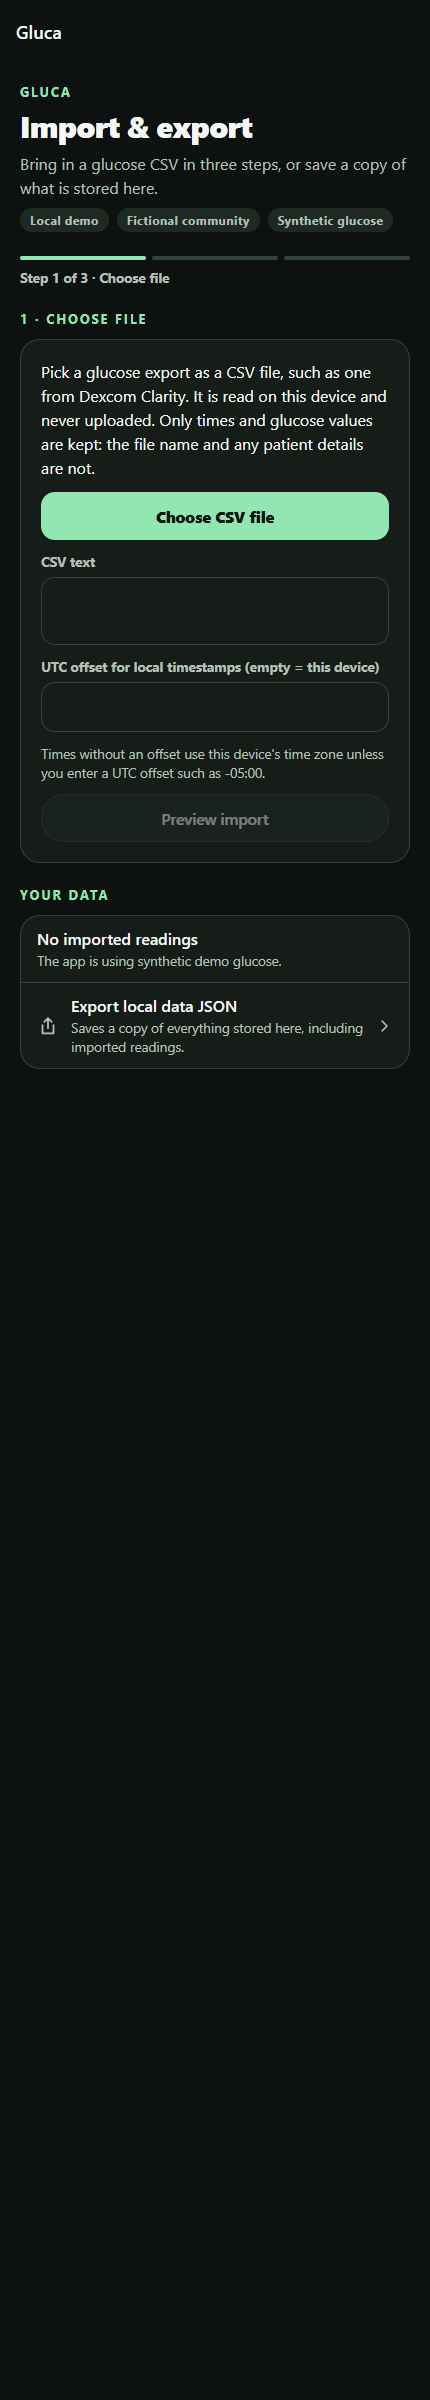 Gluca
GLUCA
Import & export
Bring in a glucose CSV in three steps, or save a copy of
what is stored here.
Local demo
Fictional community
Synthetic glucose
Step 1 of 3 · Choose file
1 · CHOOSE FILE
Pick a glucose export as a CSV file, such as one
from Dexcom Clarity. It is read on this device and
never uploaded. Only times and glucose values
are kept: the file name and any patient details
are not.
Choose CSV file
CSV text
UTC offset for local timestamps (empty = this device)
Times without an offset use this device's time zone unless
you enter a UTC offset such as -05:00.
Preview import
YOUR DATA
No imported readings
The app is using synthetic demo glucose.
Export local data JSON
Saves a copy of everything stored here, including
imported readings.